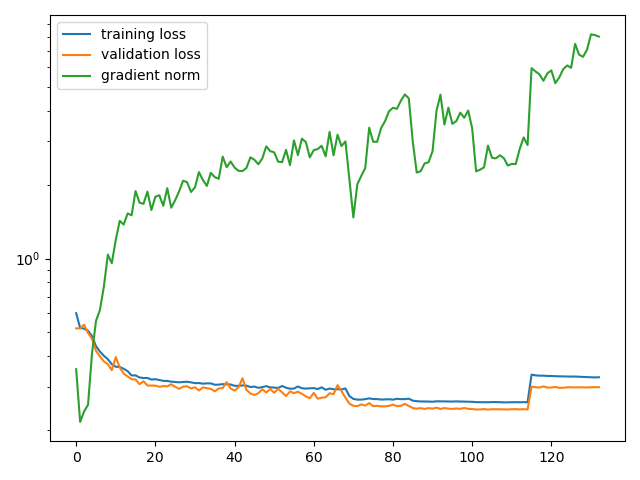 training loss
validation loss
gradient norm
10⁰
0 20 40 60 80 100 120